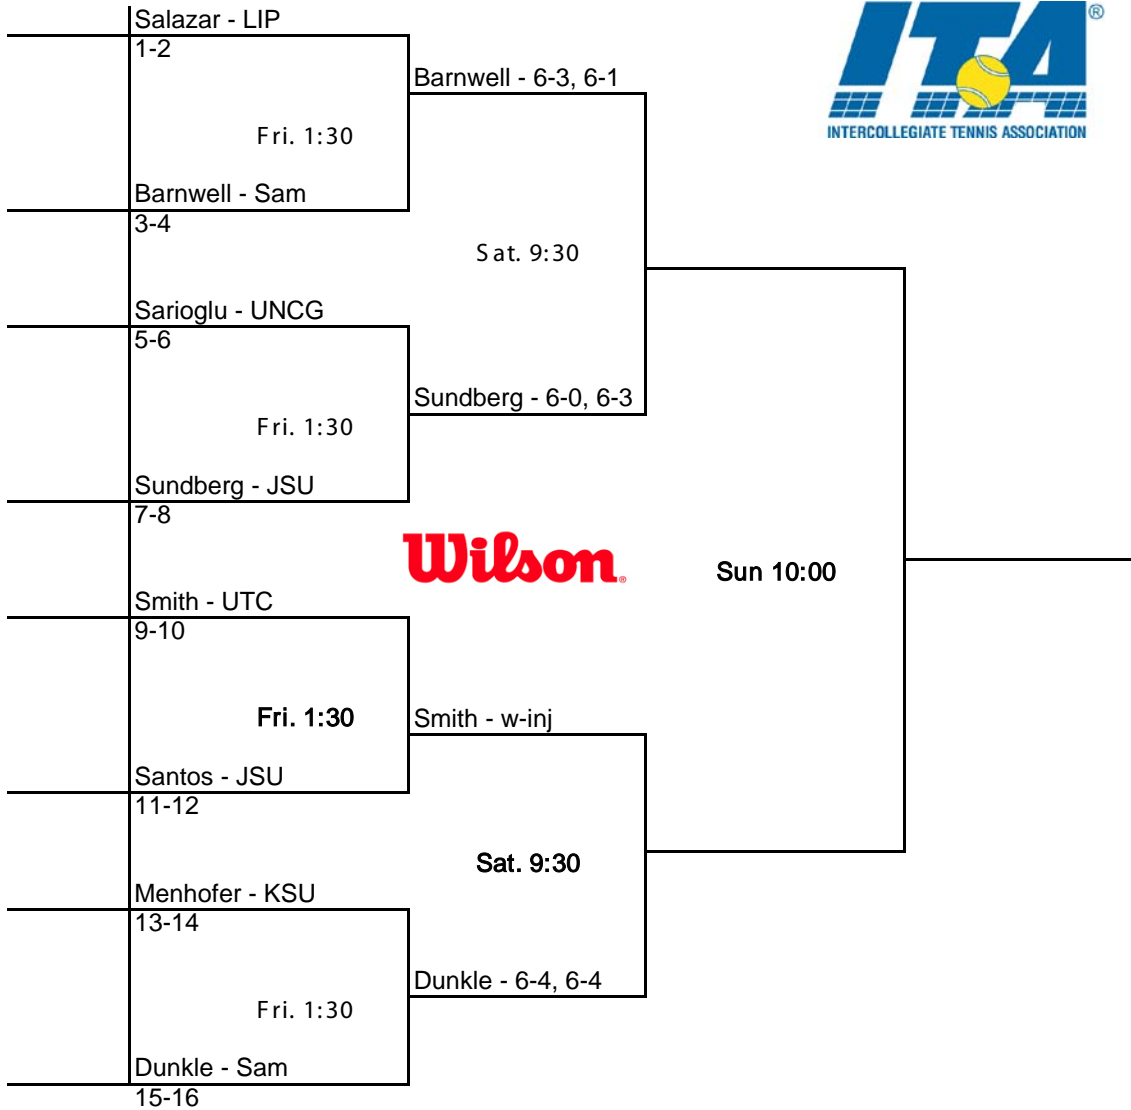 Salazar - LIP
1-2
ITA ®
INTERCOLLEGIATE TENNIS ASSOCIATION
Barnwell - 6-3, 6-1
Fri. 1:30
Barnwell - Sam
3-4
Sat. 9:30
Sarioglu - UNCG
5-6
Sundberg - 6-0, 6-3
Fri. 1:30
Sundberg - JSU
7-8
Wilson®
Sun 10:00
Smith - UTC
9-10
Fri. 1:30
Smith - w-inj
Santos - JSU
11-12
Sat. 9:30
Menhofer - KSU
13-14
Dunkle - 6-4, 6-4
Fri. 1:30
Dunkle - Sam
15-16